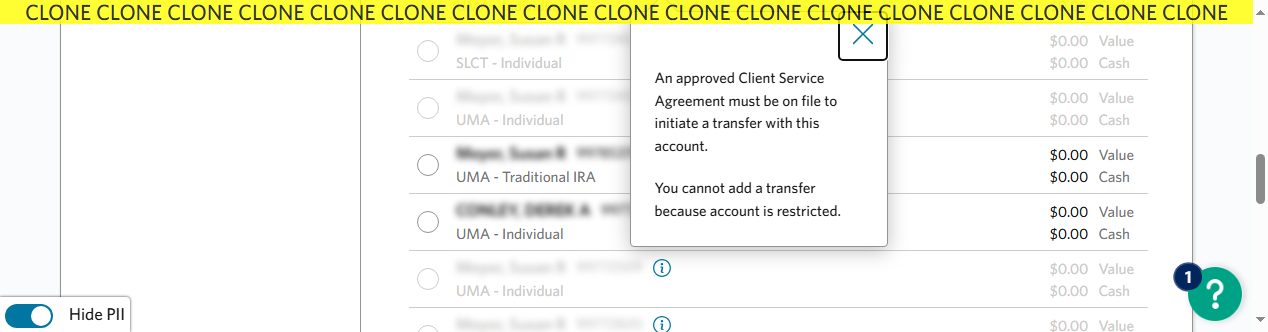 CLONE CLONE CLONE CLONE CLONE CLONE CLONE CLONE CLONE CLONE CLONE CLONE CLONE CLONE CLONE CLONE CLONE
$0.00 Value
SLCT - Individual
$0.00 Cash
An approved Client Service
Agreement must be on file to
initiate a transfer with this
account.
You cannot add a transfer
because account is restricted.
$0.00 Value
UMA - Individual
$0.00 Cash
$0.00 Value
UMA - Traditional IRA
$0.00 Cash
$0.00 Value
UMA - Individual
$0.00 Cash
$0.00 Value
UMA - Individual
$0.00 Cash
$0.00 Value
Hide PII
1
?